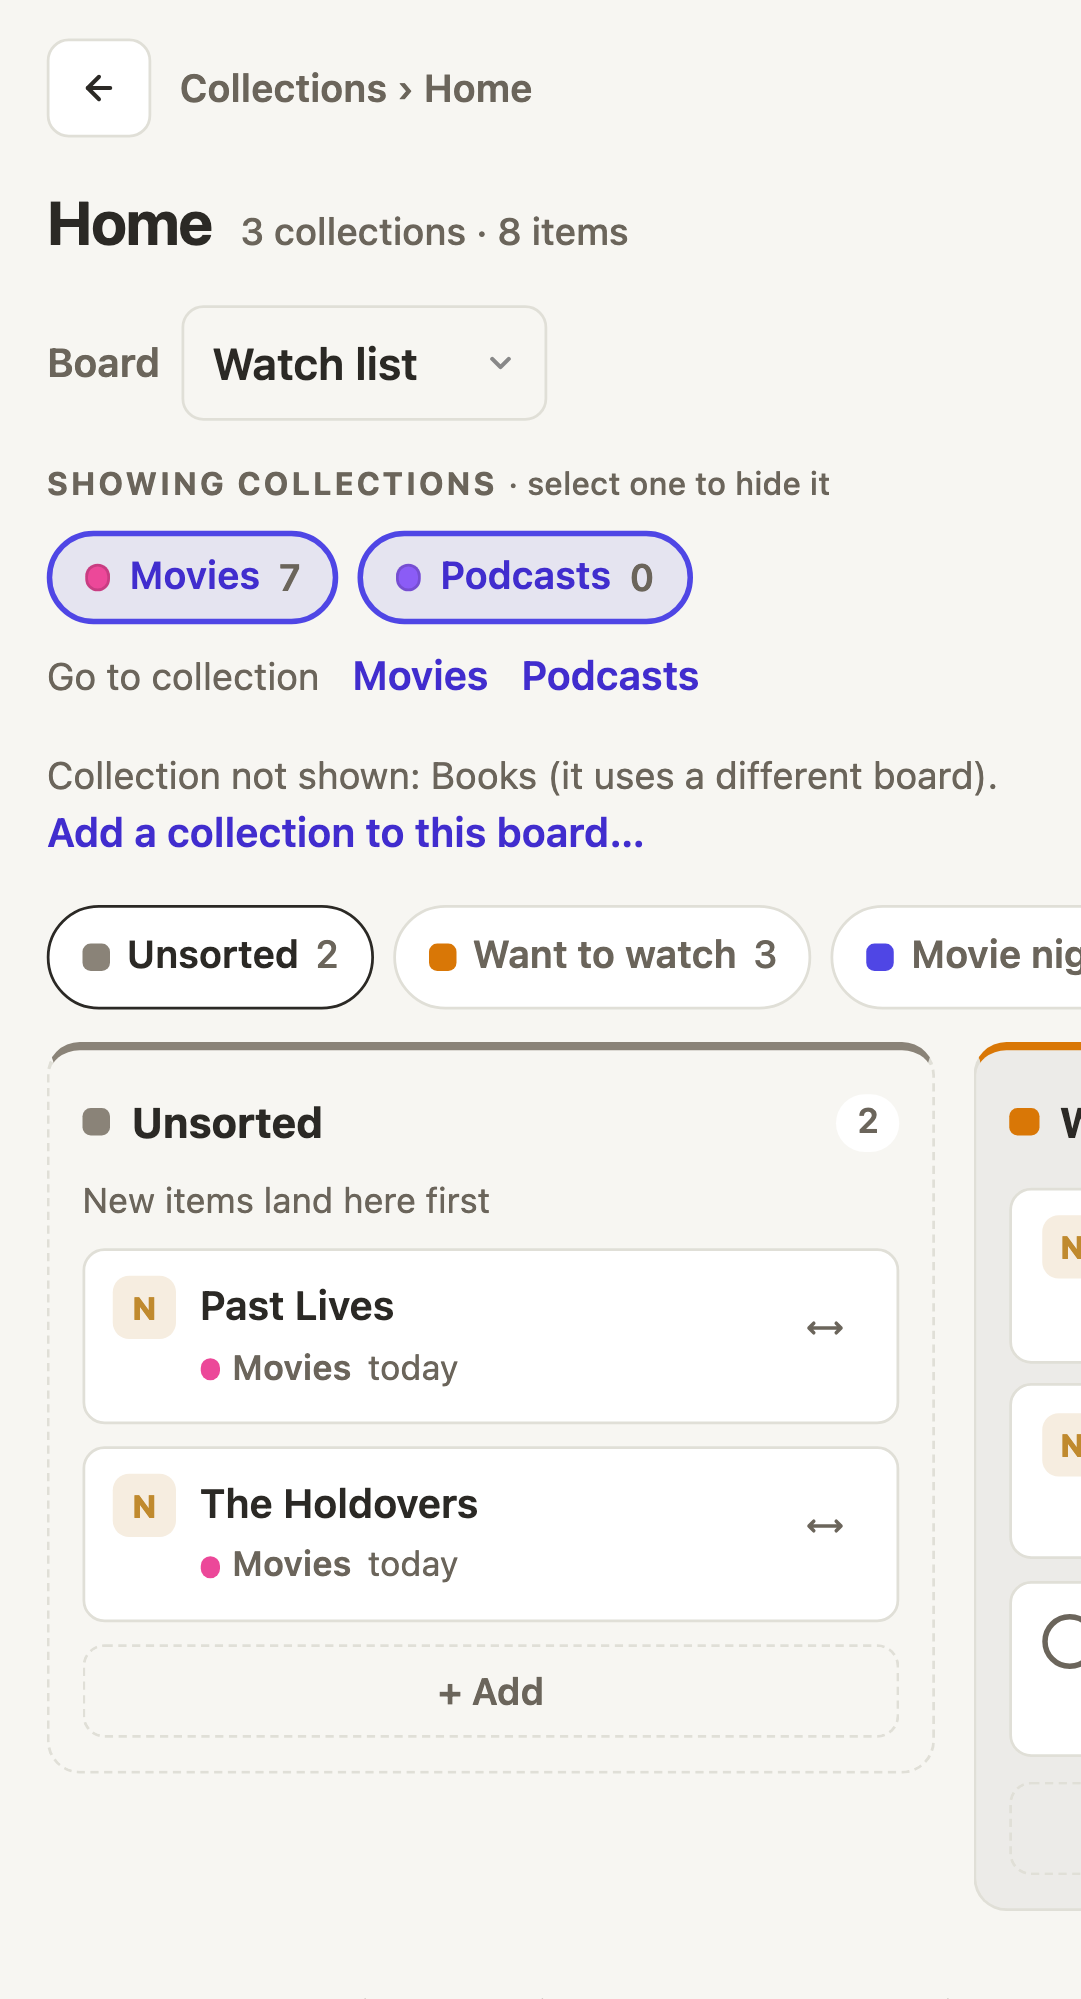 Collections › Home
Home 3 collections · 8 items
Board Watch list
SHOWING COLLECTIONS · select one to hide it
Movies 7 Podcasts 0
Go to collection Movies Podcasts
Collection not shown: Books (it uses a different board).
Add a collection to this board...
Unsorted 2 Want to watch 3 Movie
Unsorted 2
New items land here first
N Past Lives
Movies today
N The Holdovers
Movies today
+ Add